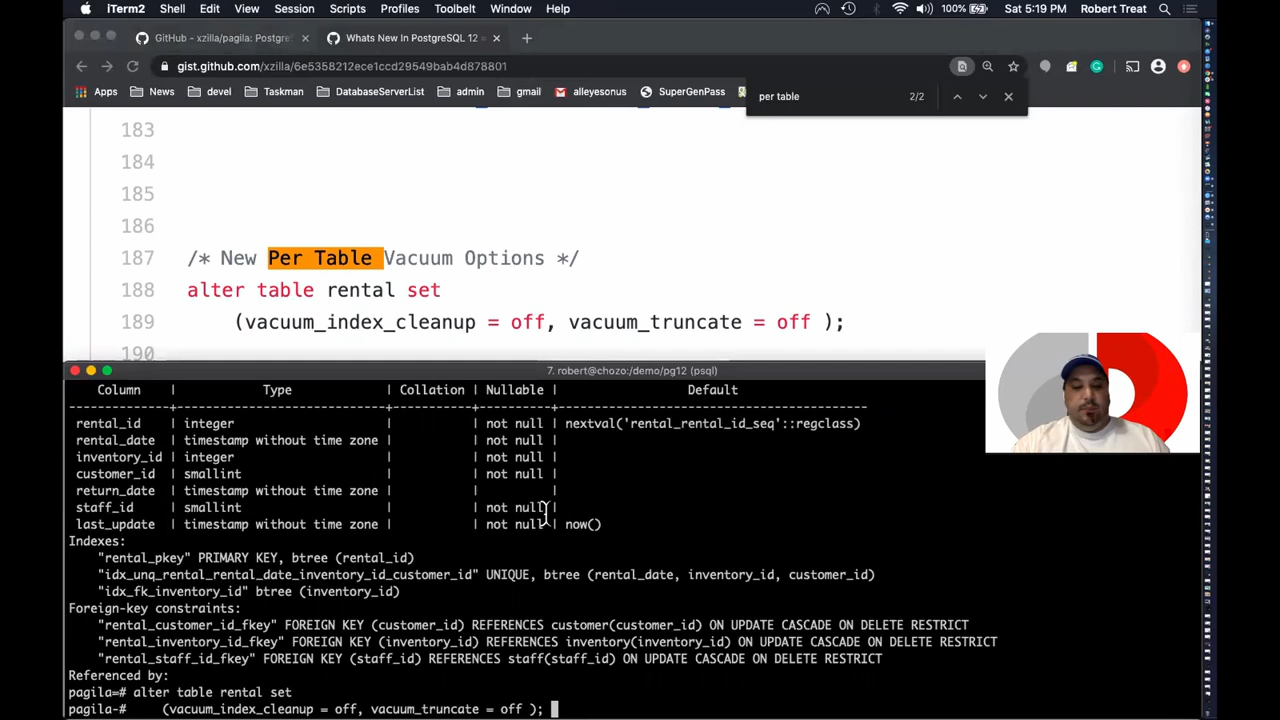 iTerm2 Shell Edit View Session Scripts Profiles Toolbelt Window Help 100% Sat 5:19 PM Robert Treat
GitHub - xzilla/pagila: Postgre
Whats New In PostgreSQL 12
gist.github.com/xzilla/6e5358212ece1ccd29549bab4d878801
Apps News devel Taskman DatabaseServerList admin gmail alleyesonus SuperGenPass
per table 2/2
183
184
185
186
187 /* New Per Table Vacuum Options */
188 alter table rental set
189 (vacuum_index_cleanup = off, vacuum_truncate = off );
190
7. robert@chozo:/demo/pg12 (psql)
Column | Type | Collation | Nullable | Default
rental_id | integer | | not null | nextval('rental_rental_id_seq'::regclass)
rental_date | timestamp without time zone | | not null |
inventory_id | integer | | not null |
customer_id | smallint | | not null |
return_date | timestamp without time zone | | |
staff_id | smallint | | not null |
last_update | timestamp without time zone | | not null | now()
Indexes:
"rental_pkey" PRIMARY KEY, btree (rental_id)
"idx_unq_rental_rental_date_inventory_id_customer_id" UNIQUE, btree (rental_date, inventory_id, customer_id)
"idx_fk_inventory_id" btree (inventory_id)
Foreign-key constraints:
"rental_customer_id_fkey" FOREIGN KEY (customer_id) REFERENCES customer(customer_id) ON UPDATE CASCADE ON DELETE RESTRICT
"rental_inventory_id_fkey" FOREIGN KEY (inventory_id) REFERENCES inventory(inventory_id) ON UPDATE CASCADE ON DELETE RESTRICT
"rental_staff_id_fkey" FOREIGN KEY (staff_id) REFERENCES staff(staff_id) ON UPDATE CASCADE ON DELETE RESTRICT
Referenced by:
pagila=# alter table rental set
pagila-# (vacuum_index_cleanup = off, vacuum_truncate = off );